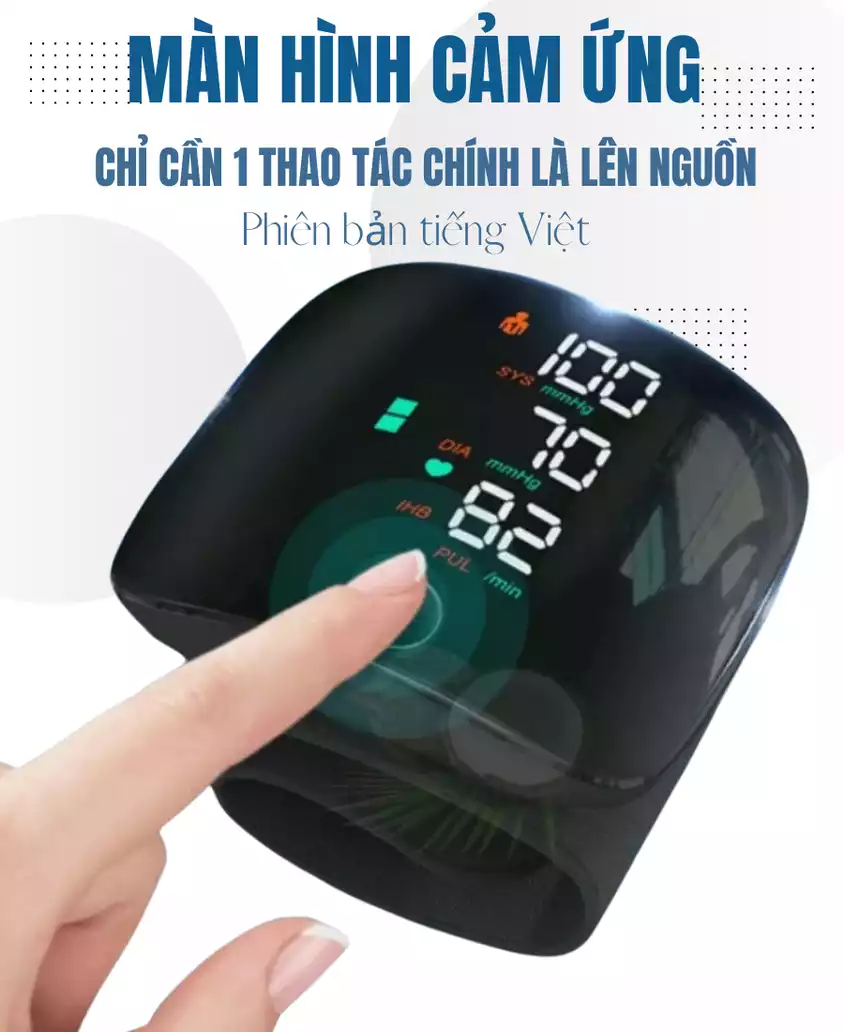 MÀN HÌNH CẢM ỨNG
CHỈ CẦN 1 THAO TÁC CHÍNH LÀ LÊN NGUỒN
Phiên bản tiếng Việt
100
SYS mmHg
70
DIA mmHg
82
IHB
PUL /min